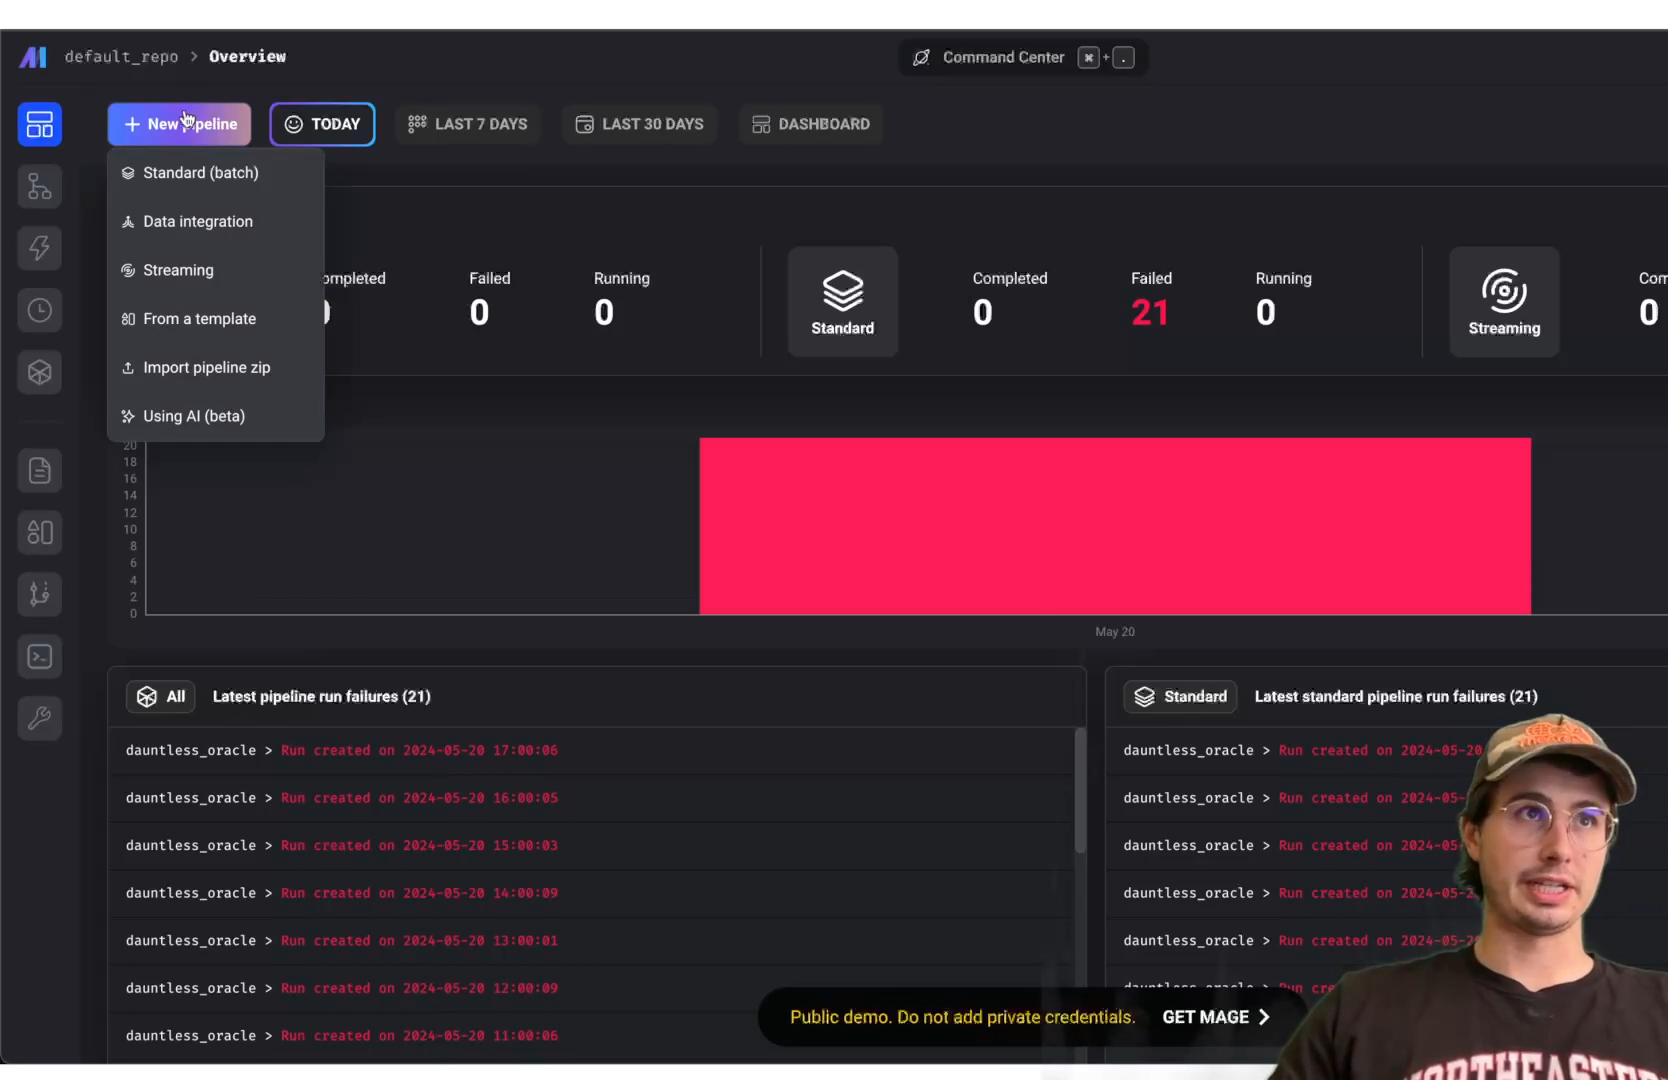 default_repo > Overview
Command Center ⌘ + .
+ New Pipeline
TODAY
LAST 7 DAYS
LAST 30 DAYS
DASHBOARD
Standard (batch)
Data integration
Streaming
From a template
Import pipeline zip
Using AI (beta)
Failed
0
Running
0
Standard
Completed
0
Failed
21
Running
0
Streaming
0
20
18
16
14
12
10
8
6
4
2
0
May 20
All
Latest pipeline run failures (21)
dauntless_oracle > Run created on 2024-05-20 17:00:06
dauntless_oracle > Run created on 2024-05-20 16:00:05
dauntless_oracle > Run created on 2024-05-20 15:00:03
dauntless_oracle > Run created on 2024-05-20 14:00:09
dauntless_oracle > Run created on 2024-05-20 13:00:01
dauntless_oracle > Run created on 2024-05-20 12:00:09
dauntless_oracle > Run created on 2024-05-20 11:00:06
Standard
Latest standard pipeline run failures (21)
dauntless_oracle > Run created on 2024-05-20
dauntless_oracle > Run created on 2024-05-
dauntless_oracle > Run created on 2024-05-
dauntless_oracle > Run created on 2024-05-2
dauntless_oracle > Run created on 2024-05-20
Public demo. Do not add private credentials.
GET MAGE >